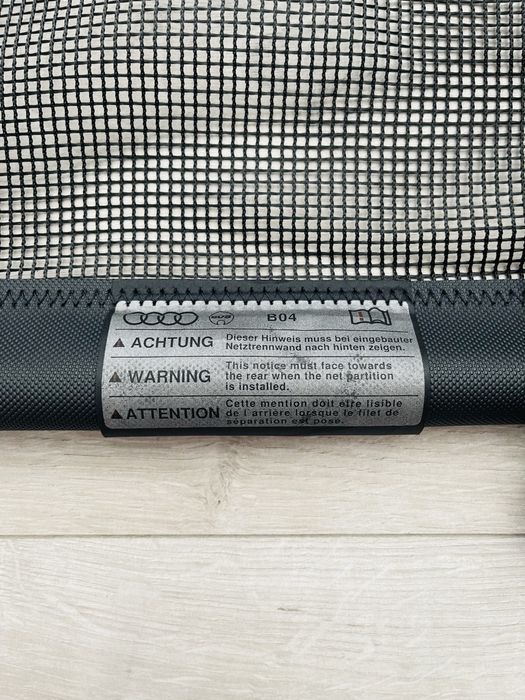 B04
ACHTUNG
Dieser Hinweis muss bei eingebauter
Netztrennwand nach hinten zeigen.
WARNING
This notice must face towards
the rear when the net partition
is installed.
ATTENTION
Cette mention doit être lisible
de l'arrière lorsque le filet de
séparation est posé.